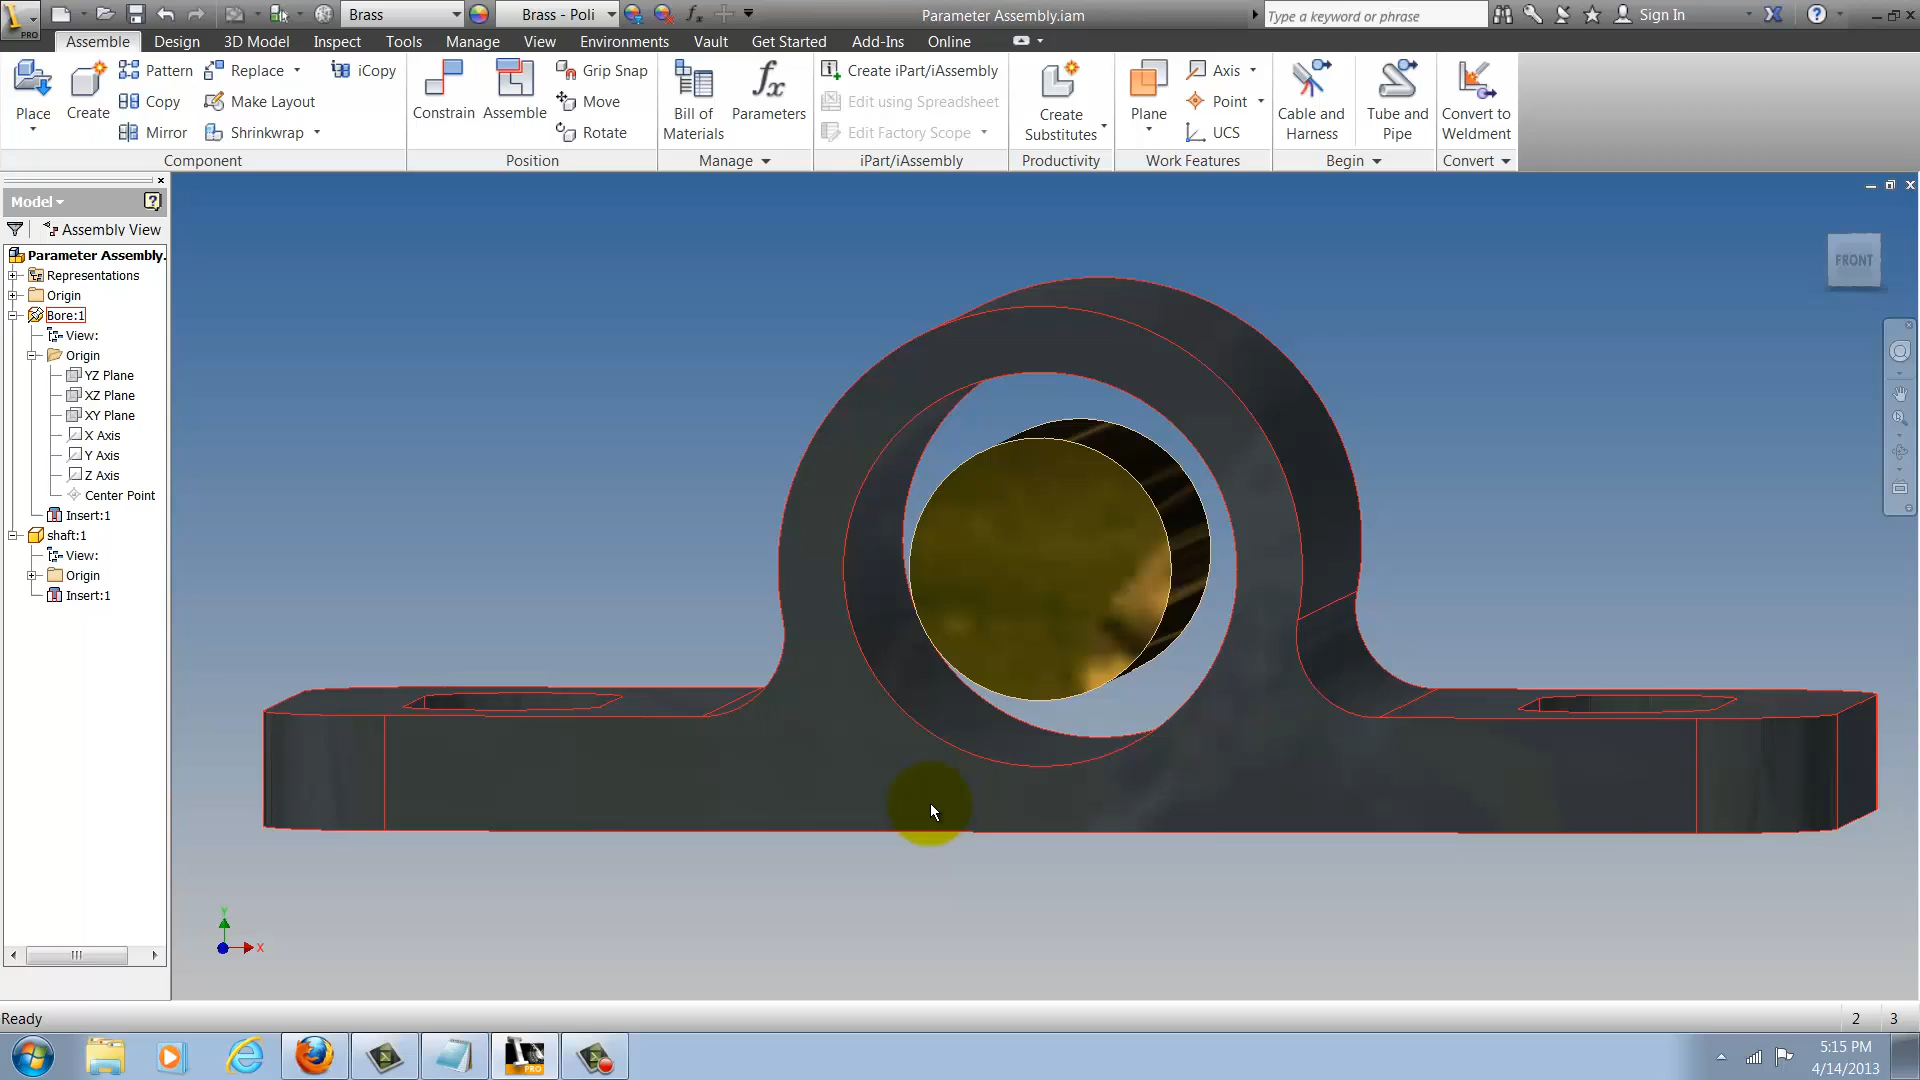 PRO
Brass
Brass - Poli
Parameter Assembly.iam
Type a keyword or phrase
Sign In
Assemble
Design
3D Model
Inspect
Tools
Manage
View
Environments
Vault
Get Started
Add-Ins
Online
Place
Create
Pattern
Copy
Mirror
Replace
Make Layout
Shrinkwrap
iCopy
Component
Constrain
Assemble
Grip Snap
Move
Rotate
Position
Bill of
Materials
Parameters
Manage
Create iPart/iAssembly
Edit using Spreadsheet
Edit Factory Scope
iPart/iAssembly
Create
Substitutes
Productivity
Plane
Axis
Point
UCS
Work Features
Cable and
Harness
Tube and
Pipe
Begin
Convert to
Weldment
Convert
Model
Assembly View
Parameter Assembly.
Representations
Origin
Bore:1
View:
Origin
YZ Plane
XZ Plane
XY Plane
X Axis
Y Axis
Z Axis
Center Point
Insert:1
shaft:1
View:
Origin
Insert:1
FRONT
Y
X
Ready
2 3
PRO
5:15 PM
4/14/2013